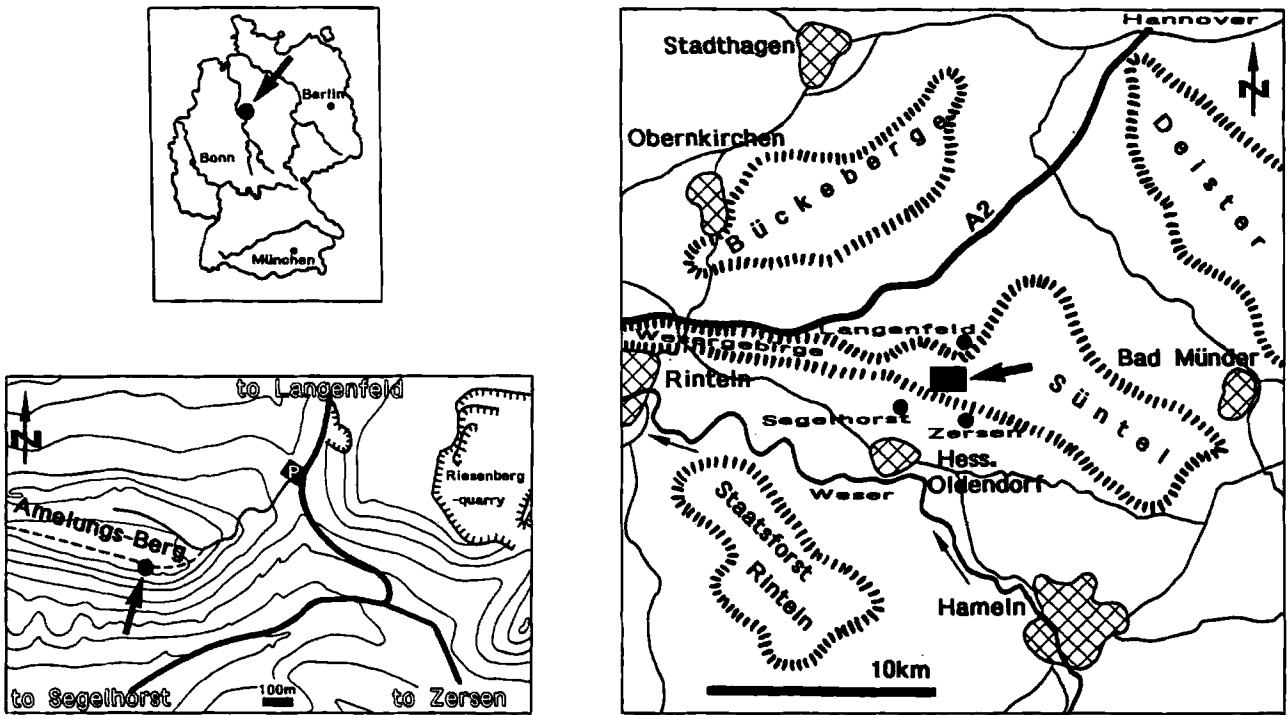 Berlin
Bonn
München
to Langenfeld
N
P
Riesenberg
-quarry
Amelungs-Berg
to Segelhorst
100m
to Zersen
Hannover
Stadthagen
N
Obernkirchen
Bückeberge
Deister
A2
Langenfeld
Wesergebirge
Bad Münder
Rinteln
Süntel
Segelhorst
Zersen
Hess.
Oldendorf
Weser
Staatsforst
Rinteln
Hameln
10km